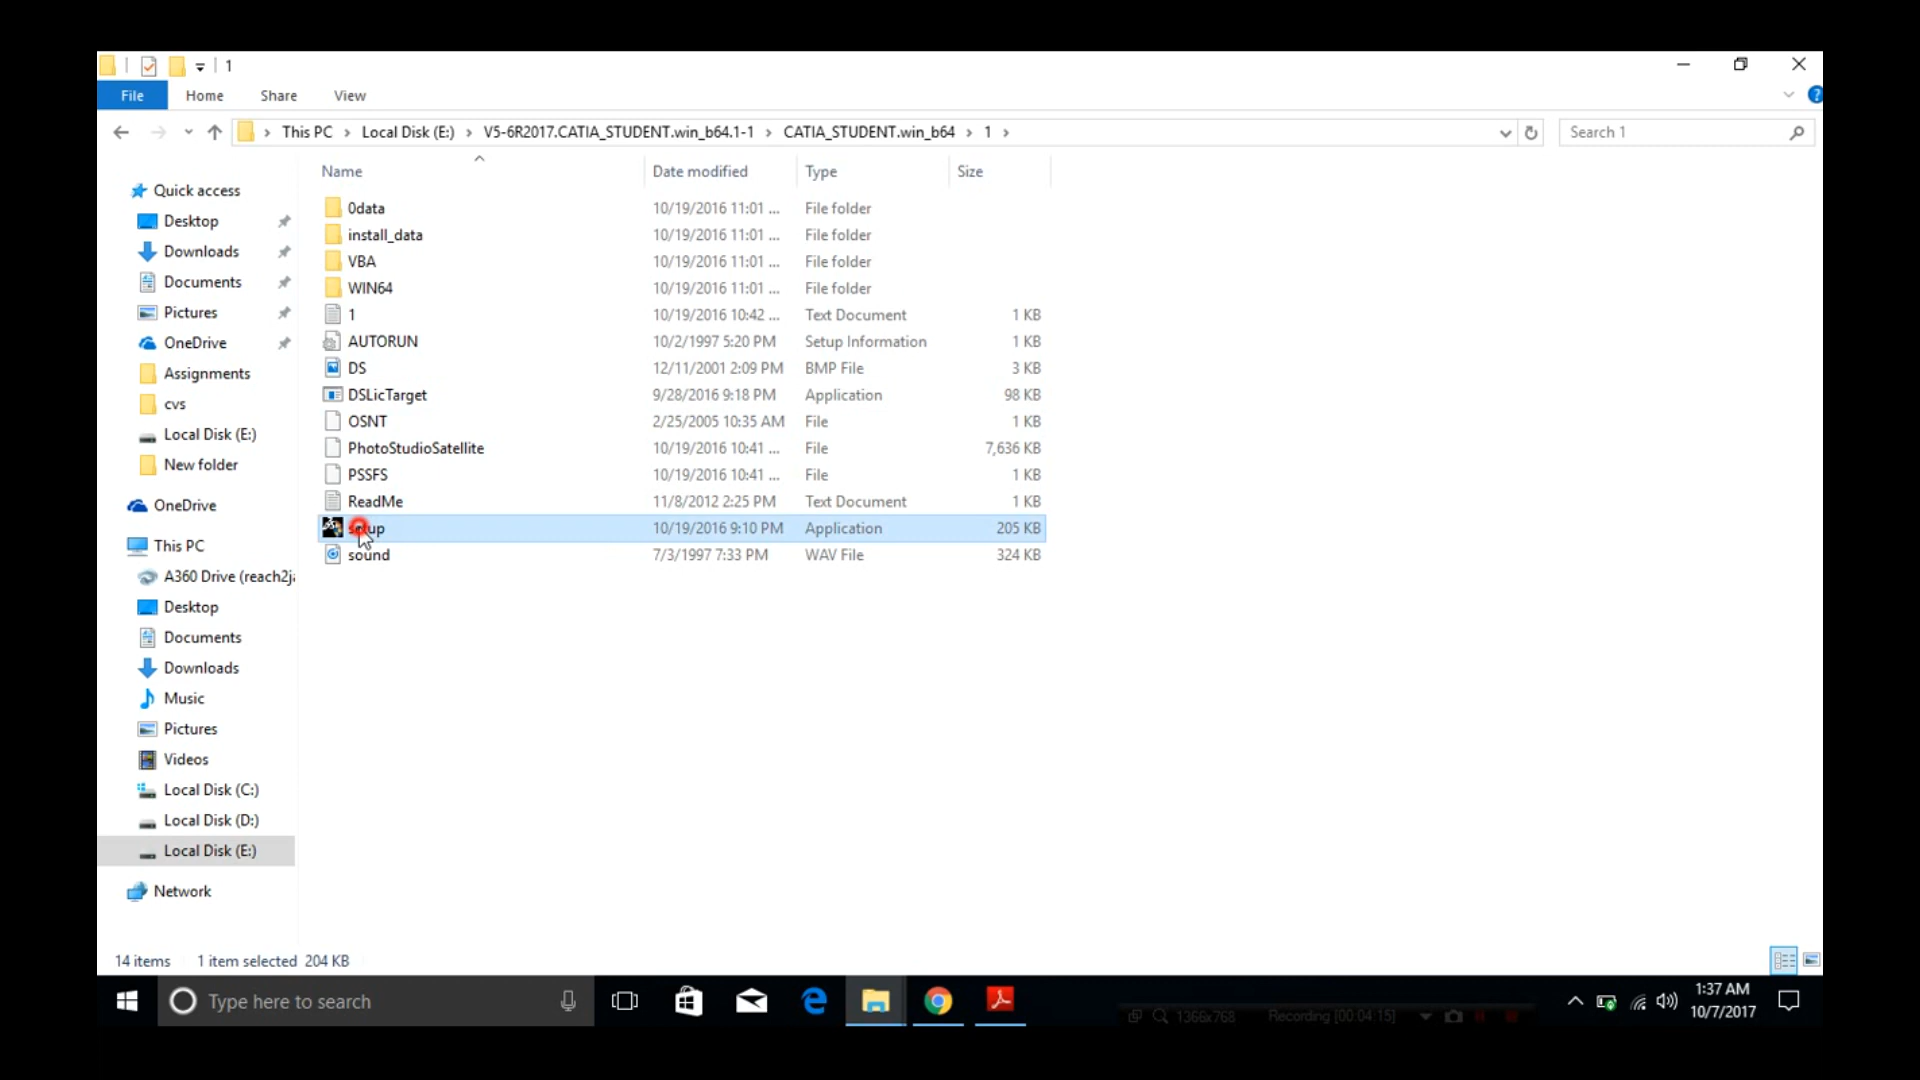 1
File Home Share View
This PC Local Disk (E:) V5-6R2017.CATIA_STUDENT.win_b64.1-1 CATIA_STUDENT.win_b64 1
Search 1
Name Date modified Type Size
Quick access
Desktop
Downloads
Documents
Pictures
OneDrive
Assignments
cvs
Local Disk (E:)
New folder
OneDrive
This PC
A360 Drive (reach2ja
Desktop
Documents
Downloads
Music
Pictures
Videos
Local Disk (C:)
Local Disk (D:)
Local Disk (E:)
Network
0data 10/19/2016 11:01 ... File folder
install_data 10/19/2016 11:01 ... File folder
VBA 10/19/2016 11:01 ... File folder
WIN64 10/19/2016 11:01 ... File folder
1 10/19/2016 10:42 ... Text Document 1 KB
AUTORUN 10/2/1997 5:20 PM Setup Information 1 KB
DS 12/11/2001 2:09 PM BMP File 3 KB
DSLicTarget 9/28/2016 9:18 PM Application 98 KB
OSNT 2/25/2005 10:35 AM File 1 KB
PhotoStudioSatellite 10/19/2016 10:41 ... File 7,636 KB
PSSFS 10/19/2016 10:41 ... File 1 KB
ReadMe 11/8/2012 2:25 PM Text Document 1 KB
setup 10/19/2016 9:10 PM Application 205 KB
sound 7/3/1997 7:33 PM WAV File 324 KB
14 items 1 item selected 204 KB
Type here to search
1366x768 Recording [00:04:15]
1:37 AM
10/7/2017